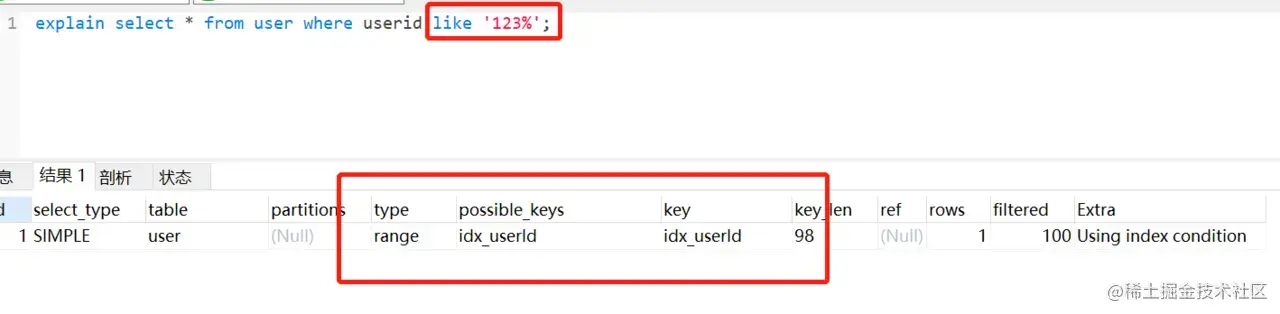 1 explain select * from user where userid like '123%';
息 结果 1 剖析 状态
d select_type table partitions type possible_keys key key_len ref rows filtered Extra
1 SIMPLE user (Null) range idx_userId idx_userId 98 (Null) 1 100 Using index condition
@稀土掘金技术社区